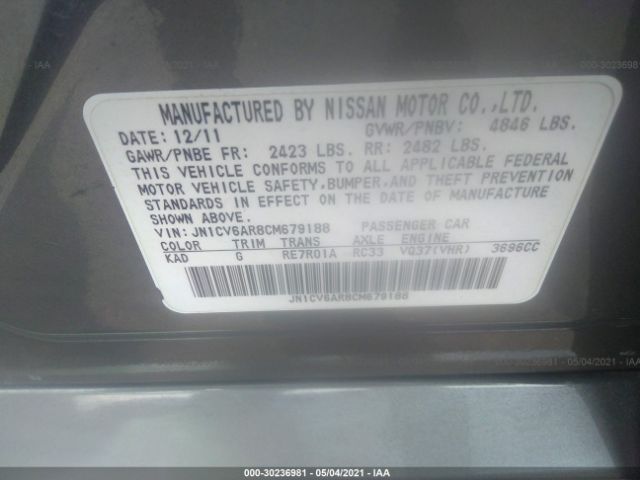 MANUFACTURED BY NISSAN MOTOR CO.,LTD.
DATE: 12/11 GVWR/PNBV: 4846 LBS.
GAWR/PNBE FR: 2423 LBS. RR: 2482 LBS.
THIS VEHICLE CONFORMS TO ALL APPLICABLE FEDERAL
MOTOR VEHICLE SAFETY,BUMPER,AND THEFT PREVENTION
STANDARDS IN EFFECT ON THE DATE OF MANUFACTURE
SHOWN ABOVE.
VIN: JN1CV6AR8CM679188 PASSENGER CAR
COLOR TRIM TRANS AXLE ENGINE
KAD G RE7R01A RC33 VQ37(VHR) 3696CC
JN1CV6AR8CM679188
000-30236981 - 05/04/2021 - IAA